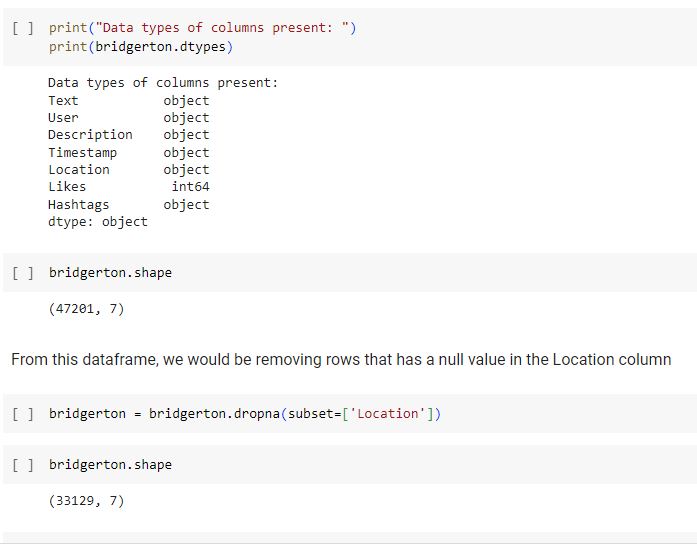 [ ] print("Data types of columns present: ")
print(bridgerton.dtypes)
Data types of columns present:
Text object
User object
Description object
Timestamp object
Location object
Likes int64
Hashtags object
dtype: object
[ ] bridgerton.shape
(47201, 7)
From this dataframe, we would be removing rows that has a null value in the Location column
[ ] bridgerton = bridgerton.dropna(subset=['Location'])
[ ] bridgerton.shape
(33129, 7)